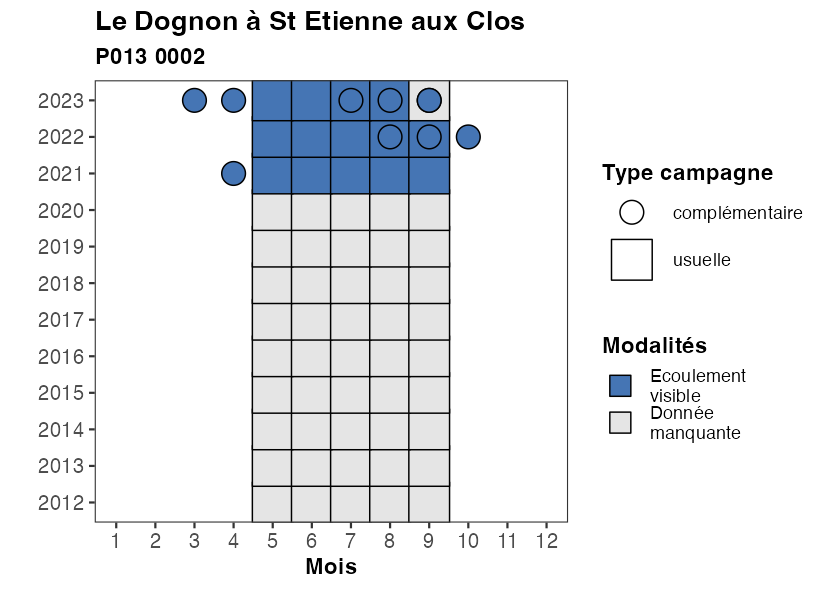 Le Dognon à St Etienne aux Clos
P013 0002
2023
2022
2021
2020
2019
2018
2017
2016
2015
2014
2013
2012
1 2 3 4 5 6 7 8 9 10 11 12
Mois
Type campagne
complémentaire
usuelle
Modalités
Ecoulement
visible
Donnée
manquante